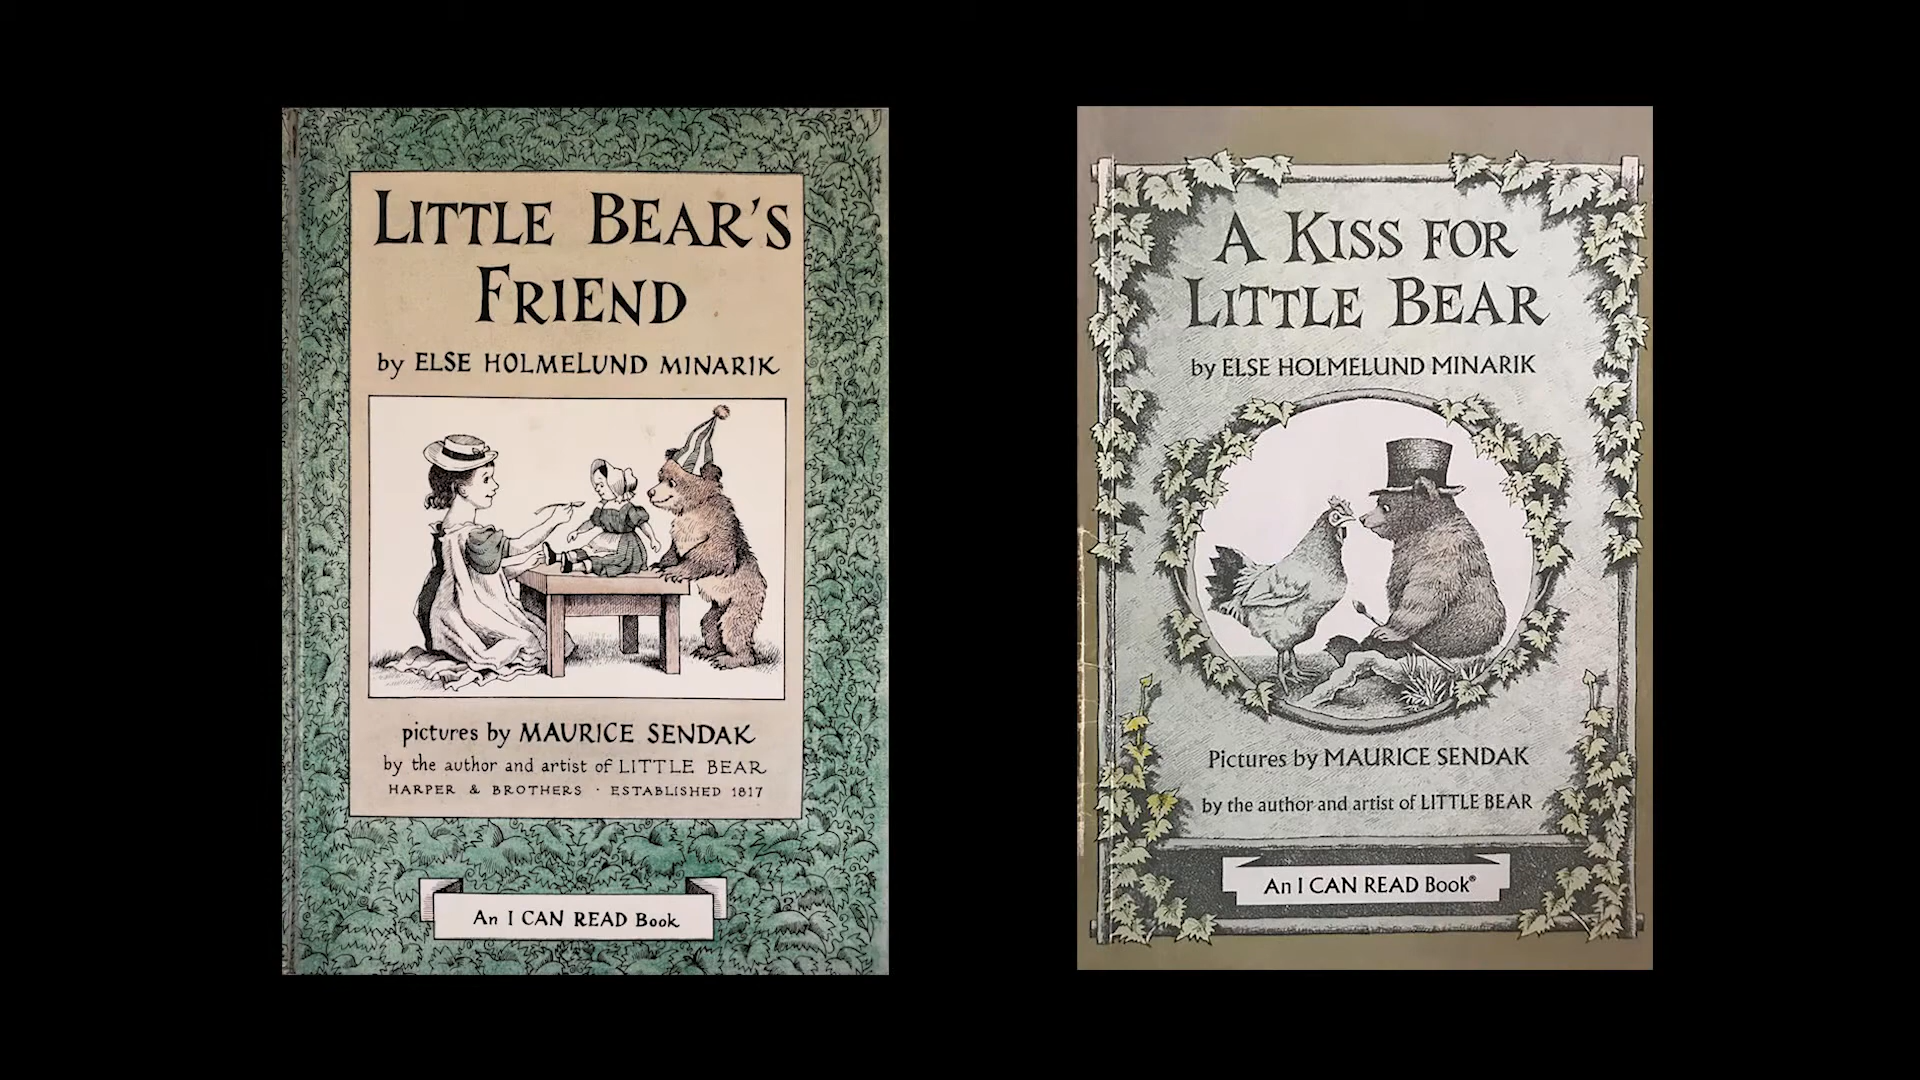 LITTLE BEAR'S
FRIEND
by ELSE HOLMELUND MINARIK
pictures by MAURICE SENDAK
by the author and artist of LITTLE BEAR
HARPER & BROTHERS · ESTABLISHED 1817
An I CAN READ Book
A KISS FOR
LITTLE BEAR
by ELSE HOLMELUND MINARIK
Pictures by MAURICE SENDAK
by the author and artist of LITTLE BEAR
An I CAN READ Book®